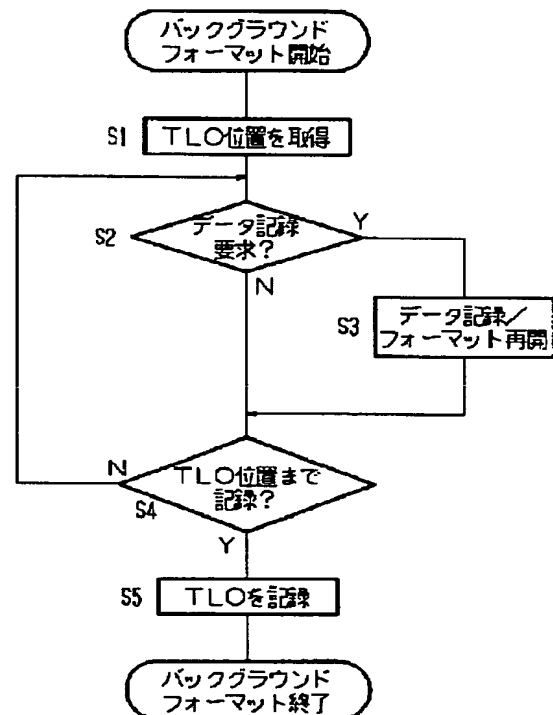 バックグラウンド
フォーマット開始
S1 TLO位置を取得
S2 データ記録 Y
要求?
N
S3 データ記録/
フォーマット再開
N TLO位置まで
記録?
S4
Y
S5 TLOを記録
バックグラウンド
フォーマット終了